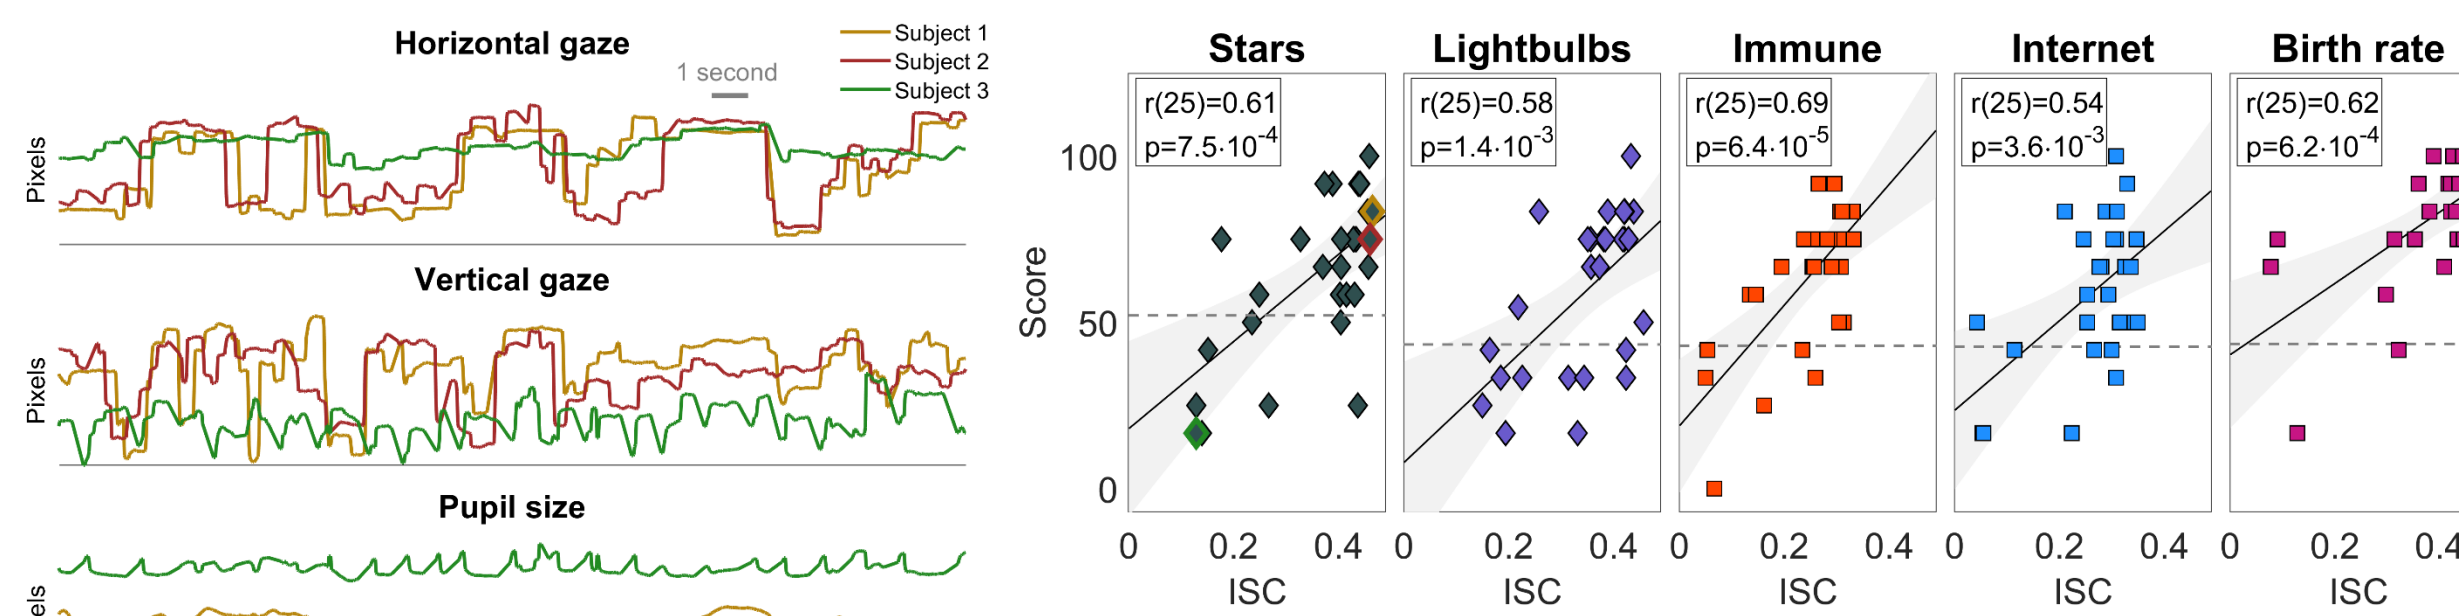 Horizontal gaze
Subject 1
Subject 2
Subject 3
1 second
Pixels
Vertical gaze
Pixels
Pupil size
Stars
Lightbulbs
Immune
Internet
Birth rate
r(25)=0.61
p=7.5·10⁻⁴
r(25)=0.58
p=1.4·10⁻³
r(25)=0.69
p=6.4·10⁻⁵
r(25)=0.54
p=3.6·10⁻³
r(25)=0.62
p=6.2·10⁻⁴
Score
100
50
0
0 0.2 0.4
0 0.2 0.4
0 0.2 0.4
0 0.2 0.4
0 0.2
ISC
ISC
ISC
ISC
ISC